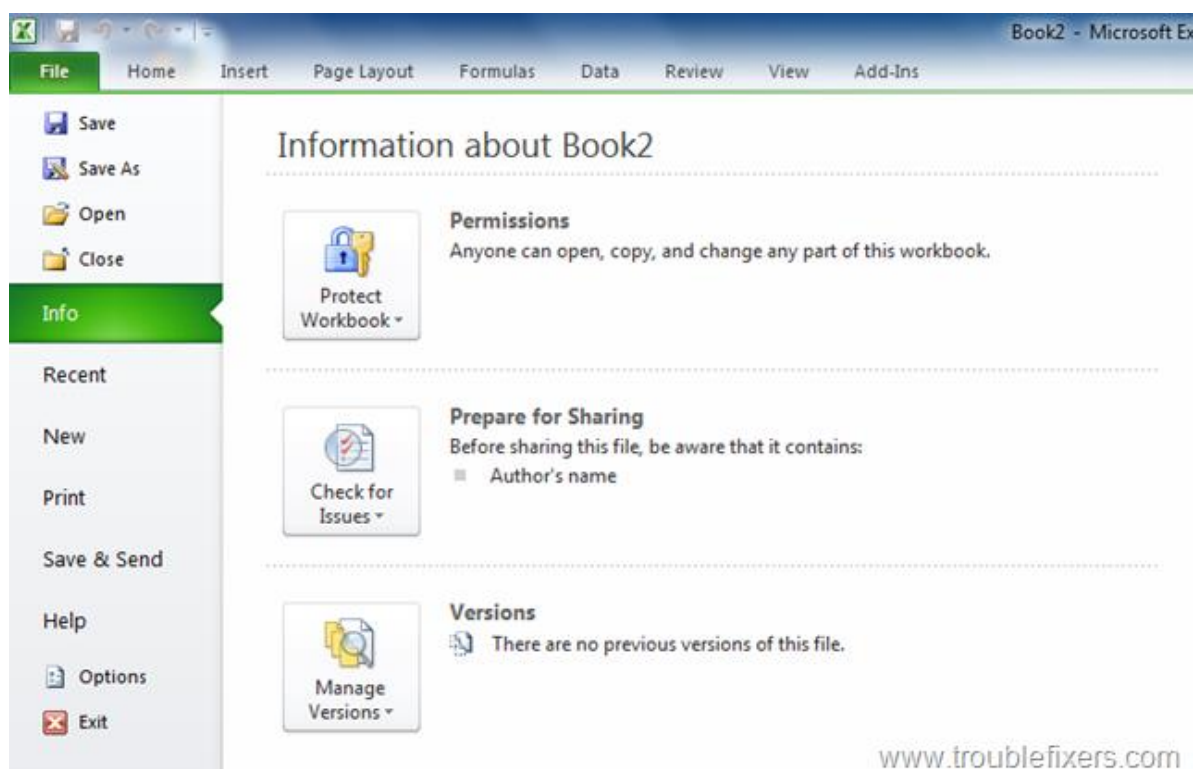 Book2 - Microsoft Ex
File Home Insert Page Layout Formulas Data Review View Add-Ins
Save
Save As
Open
Close
Info
Recent
New
Print
Save & Send
Help
Options
Exit
Information about Book2
Protect
Workbook
Permissions
Anyone can open, copy, and change any part of this workbook.
Check for
Issues
Prepare for Sharing
Before sharing this file, be aware that it contains:
Author's name
Manage
Versions
Versions
There are no previous versions of this file.
www.troublefixers.com